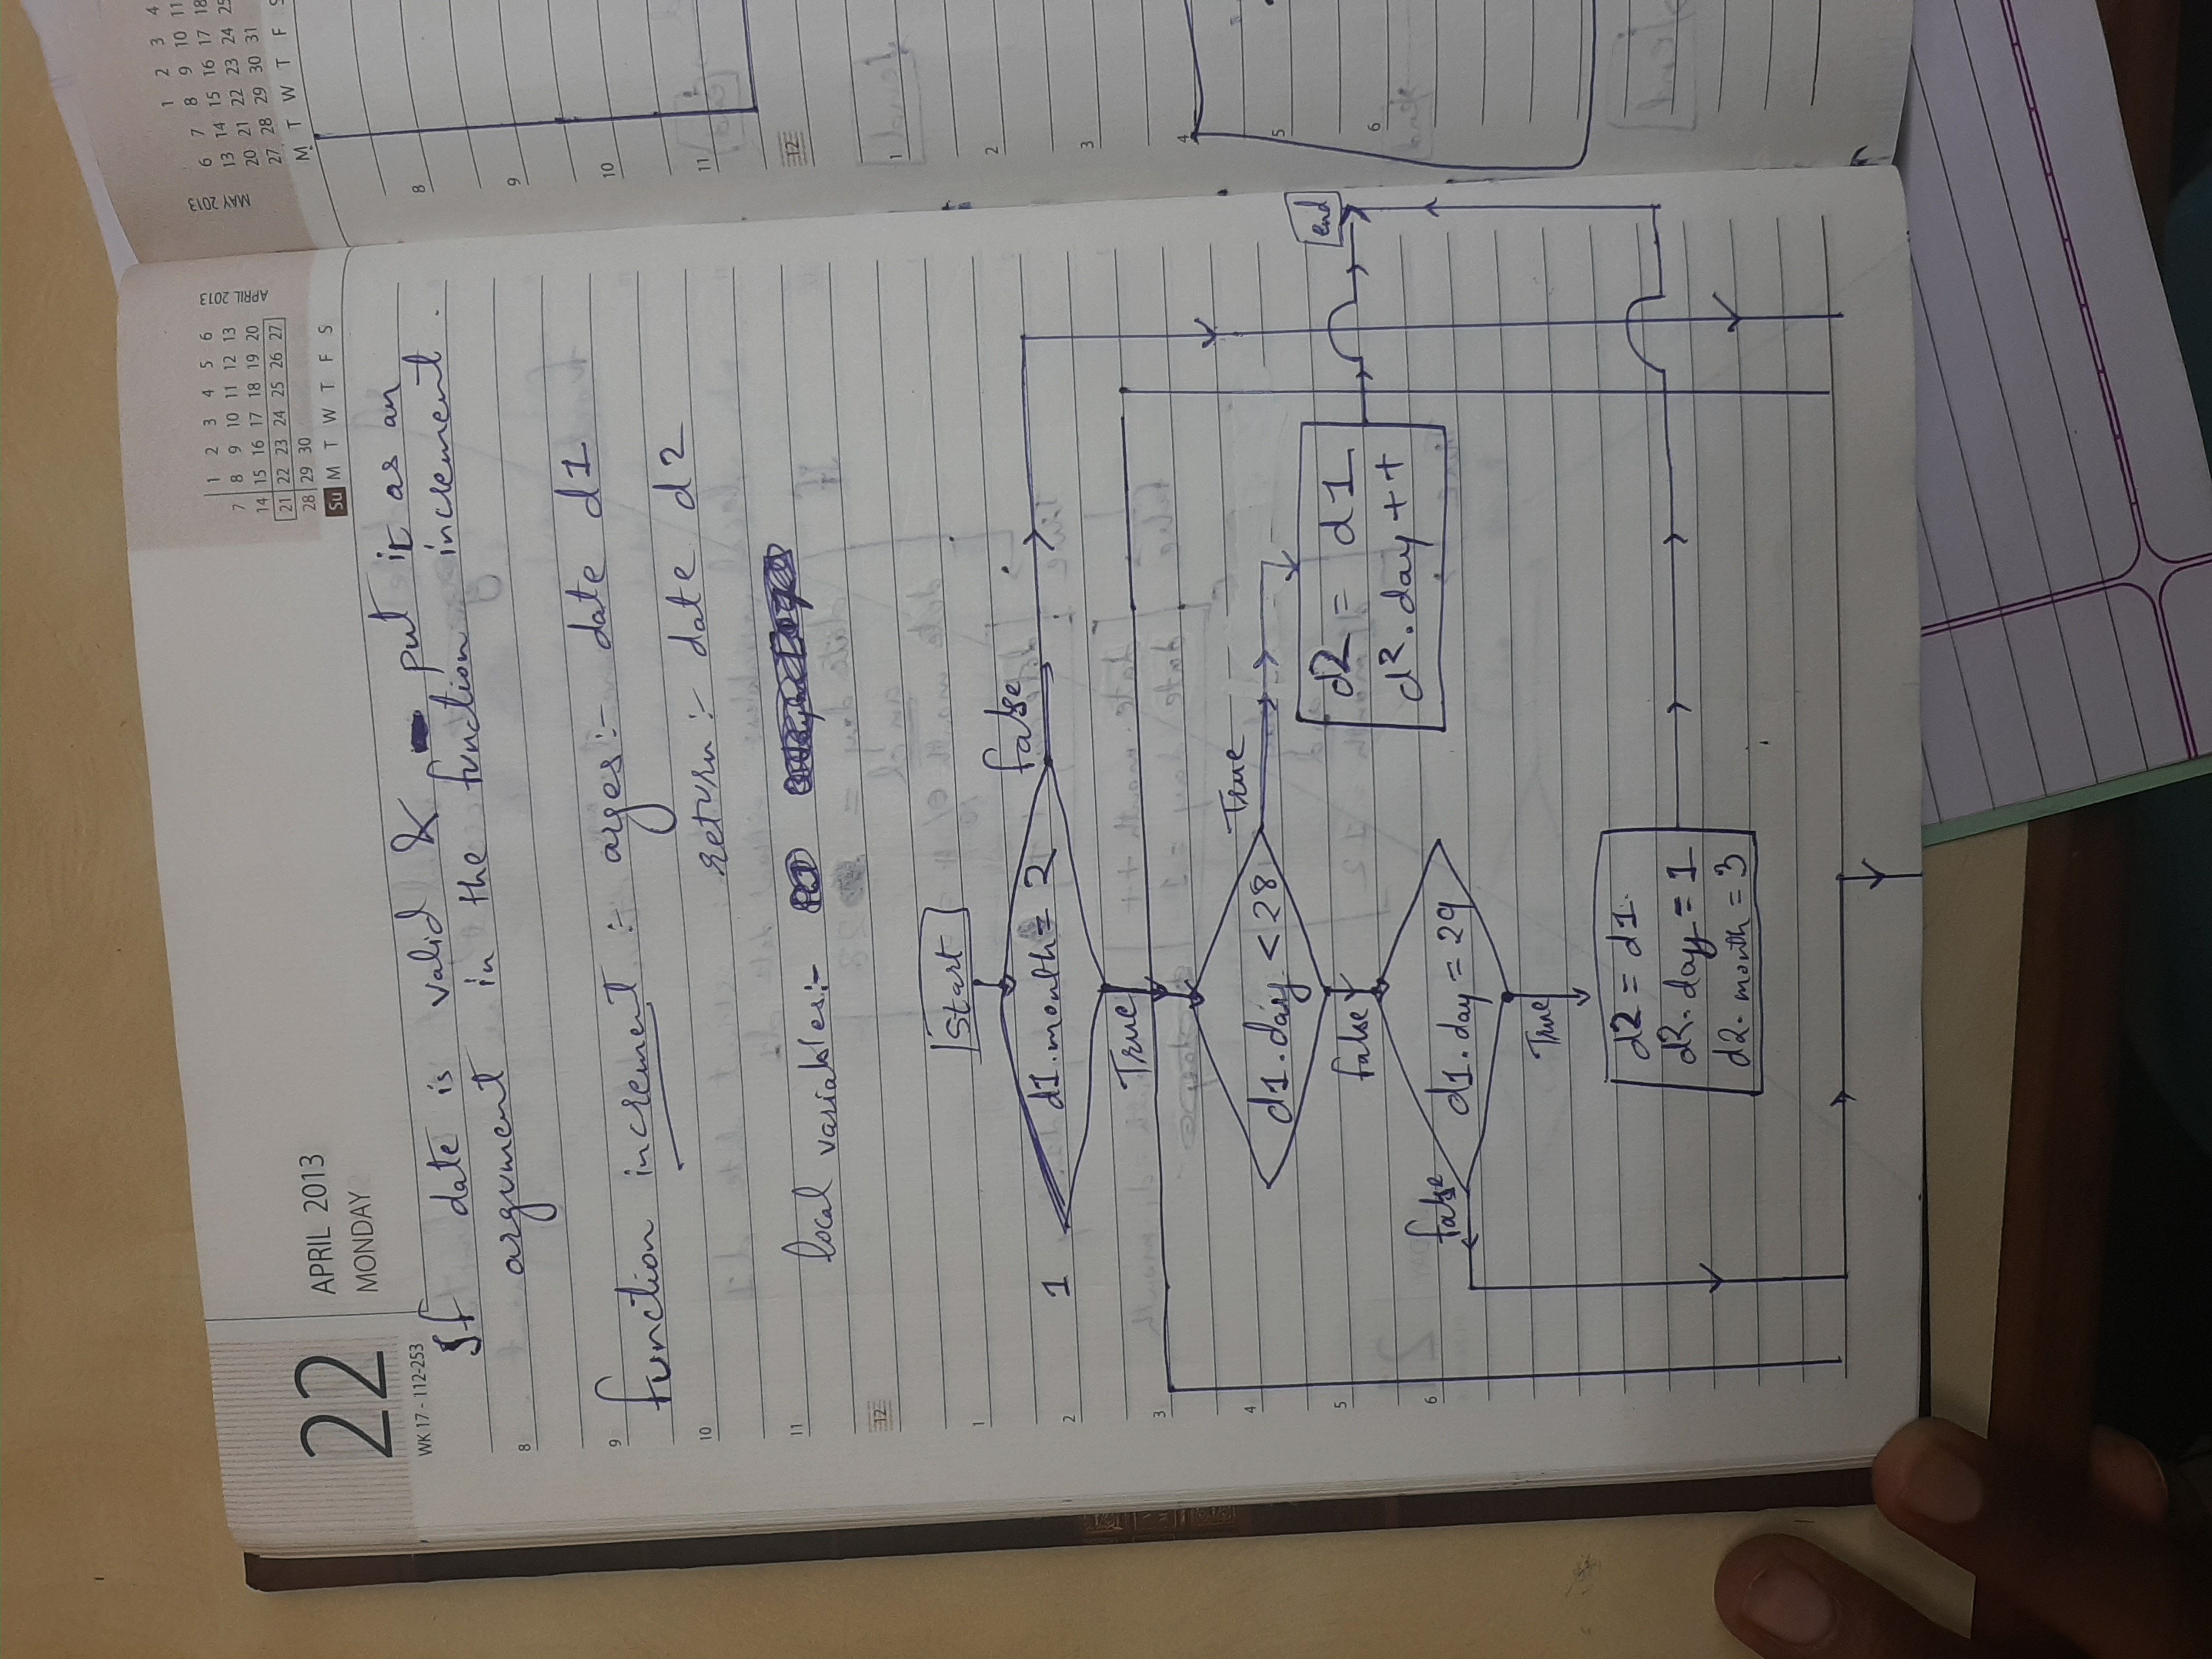 22
APRIL 2013
MONDAY
WK 17 - 112-253
1 2 3 4 5 6
7 8 9 10 11 12 13
14 15 16 17 18 19 20
21 22 23 24 25 26 27
28 29 30
Su M T W T F S
APRIL 2013
If date is valid & put it as an
argument in the function increment.
function increment :- arges:- date d1
return:- date d2
local variables:-
Start
1 d1.month = 2 false
True
d1.day < 28 True
d2 = d1
d2.day ++
end
false
false d1.day = 29
True
d2 = d1.
d2.day = 1
d2.month = 3
8
9
10
11
12
1
2
3
4
5
6
MAY 2013
1 2 3 4
6 7 8 9 10 11
13 14 15 16 17 18
20 21 22 23 24 25
27 28 29 30 31
M T W T F S
8
9
10
11
12
1
2
3
4
5
6